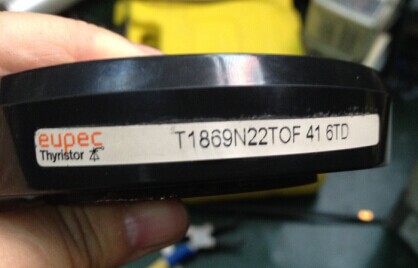 eupec
Thyristor
T1869N22TOF 41 6TD